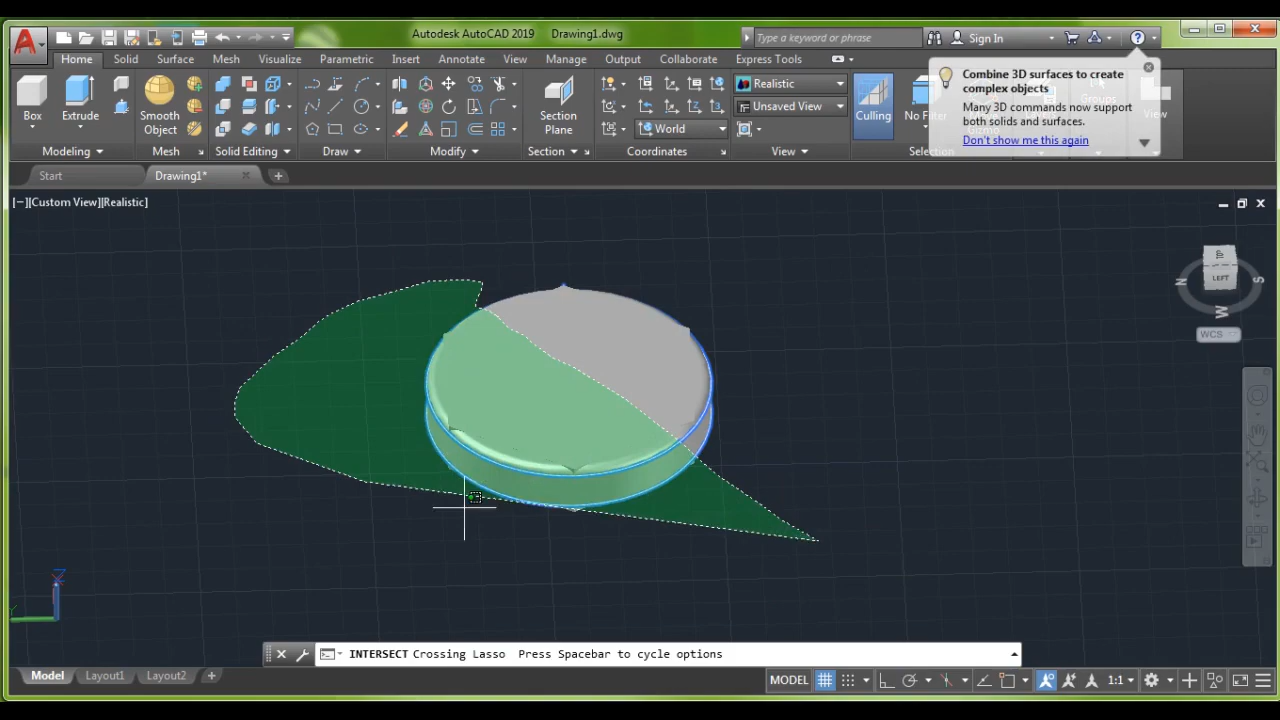 Autodesk AutoCAD 2019 Drawing1.dwg
Type a keyword or phrase
Sign In
Home Solid Surface Mesh Visualize Parametric Insert Annotate View Manage Output Collaborate Express Tools
Combine 3D surfaces to create
complex objects
Many 3D commands now support
both solids and surfaces.
Don't show me this again
Box
Extrude
Smooth
Object
Section
Plane
Realistic
Unsaved View
World
Culling
No Filter
Gizmo
Groups
View
Modeling Mesh Solid Editing Draw Modify Section Coordinates View Selection
Start Drawing1*
[−][Custom View][Realistic]
LEFT
N S
W
WCS
Z
Y
INTERSECT Crossing Lasso Press Spacebar to cycle options
Model Layout1 Layout2
MODEL 1:1